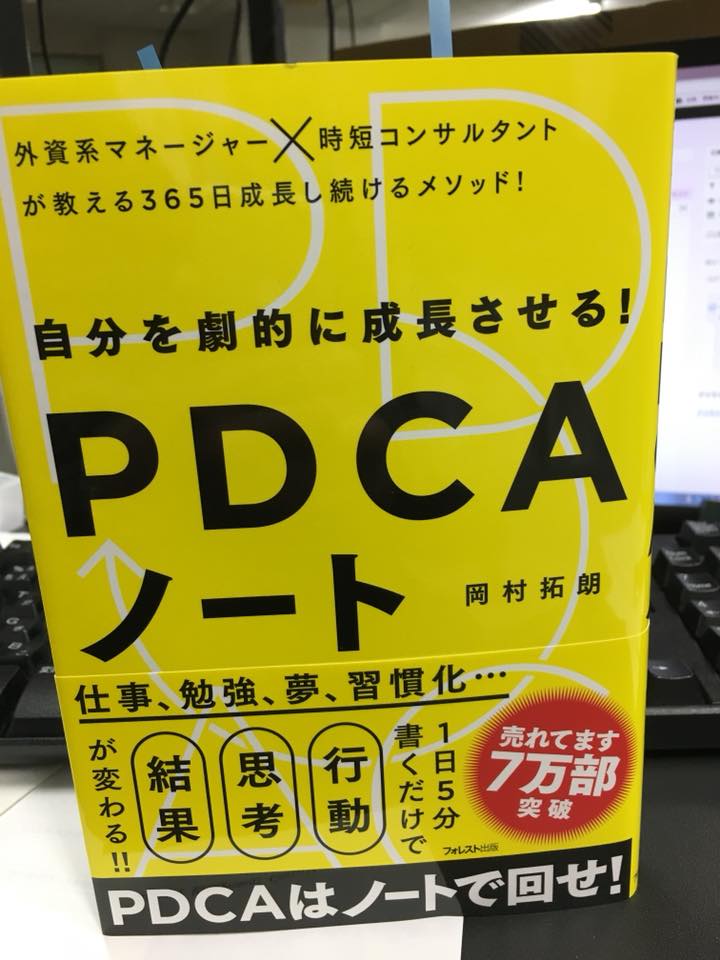 外資系マネージャー×時短コンサルタント
が教える365日成長し続けるメソッド!
自分を劇的に成長させる!
PDCA
ノート
岡村拓朗
仕事、勉強、夢、習慣化…
1日5分
書くだけで
行動
思考
結果
が変わる!!
売れてます
7万部
突破
フォレスト出版
PDCAはノートで回せ!